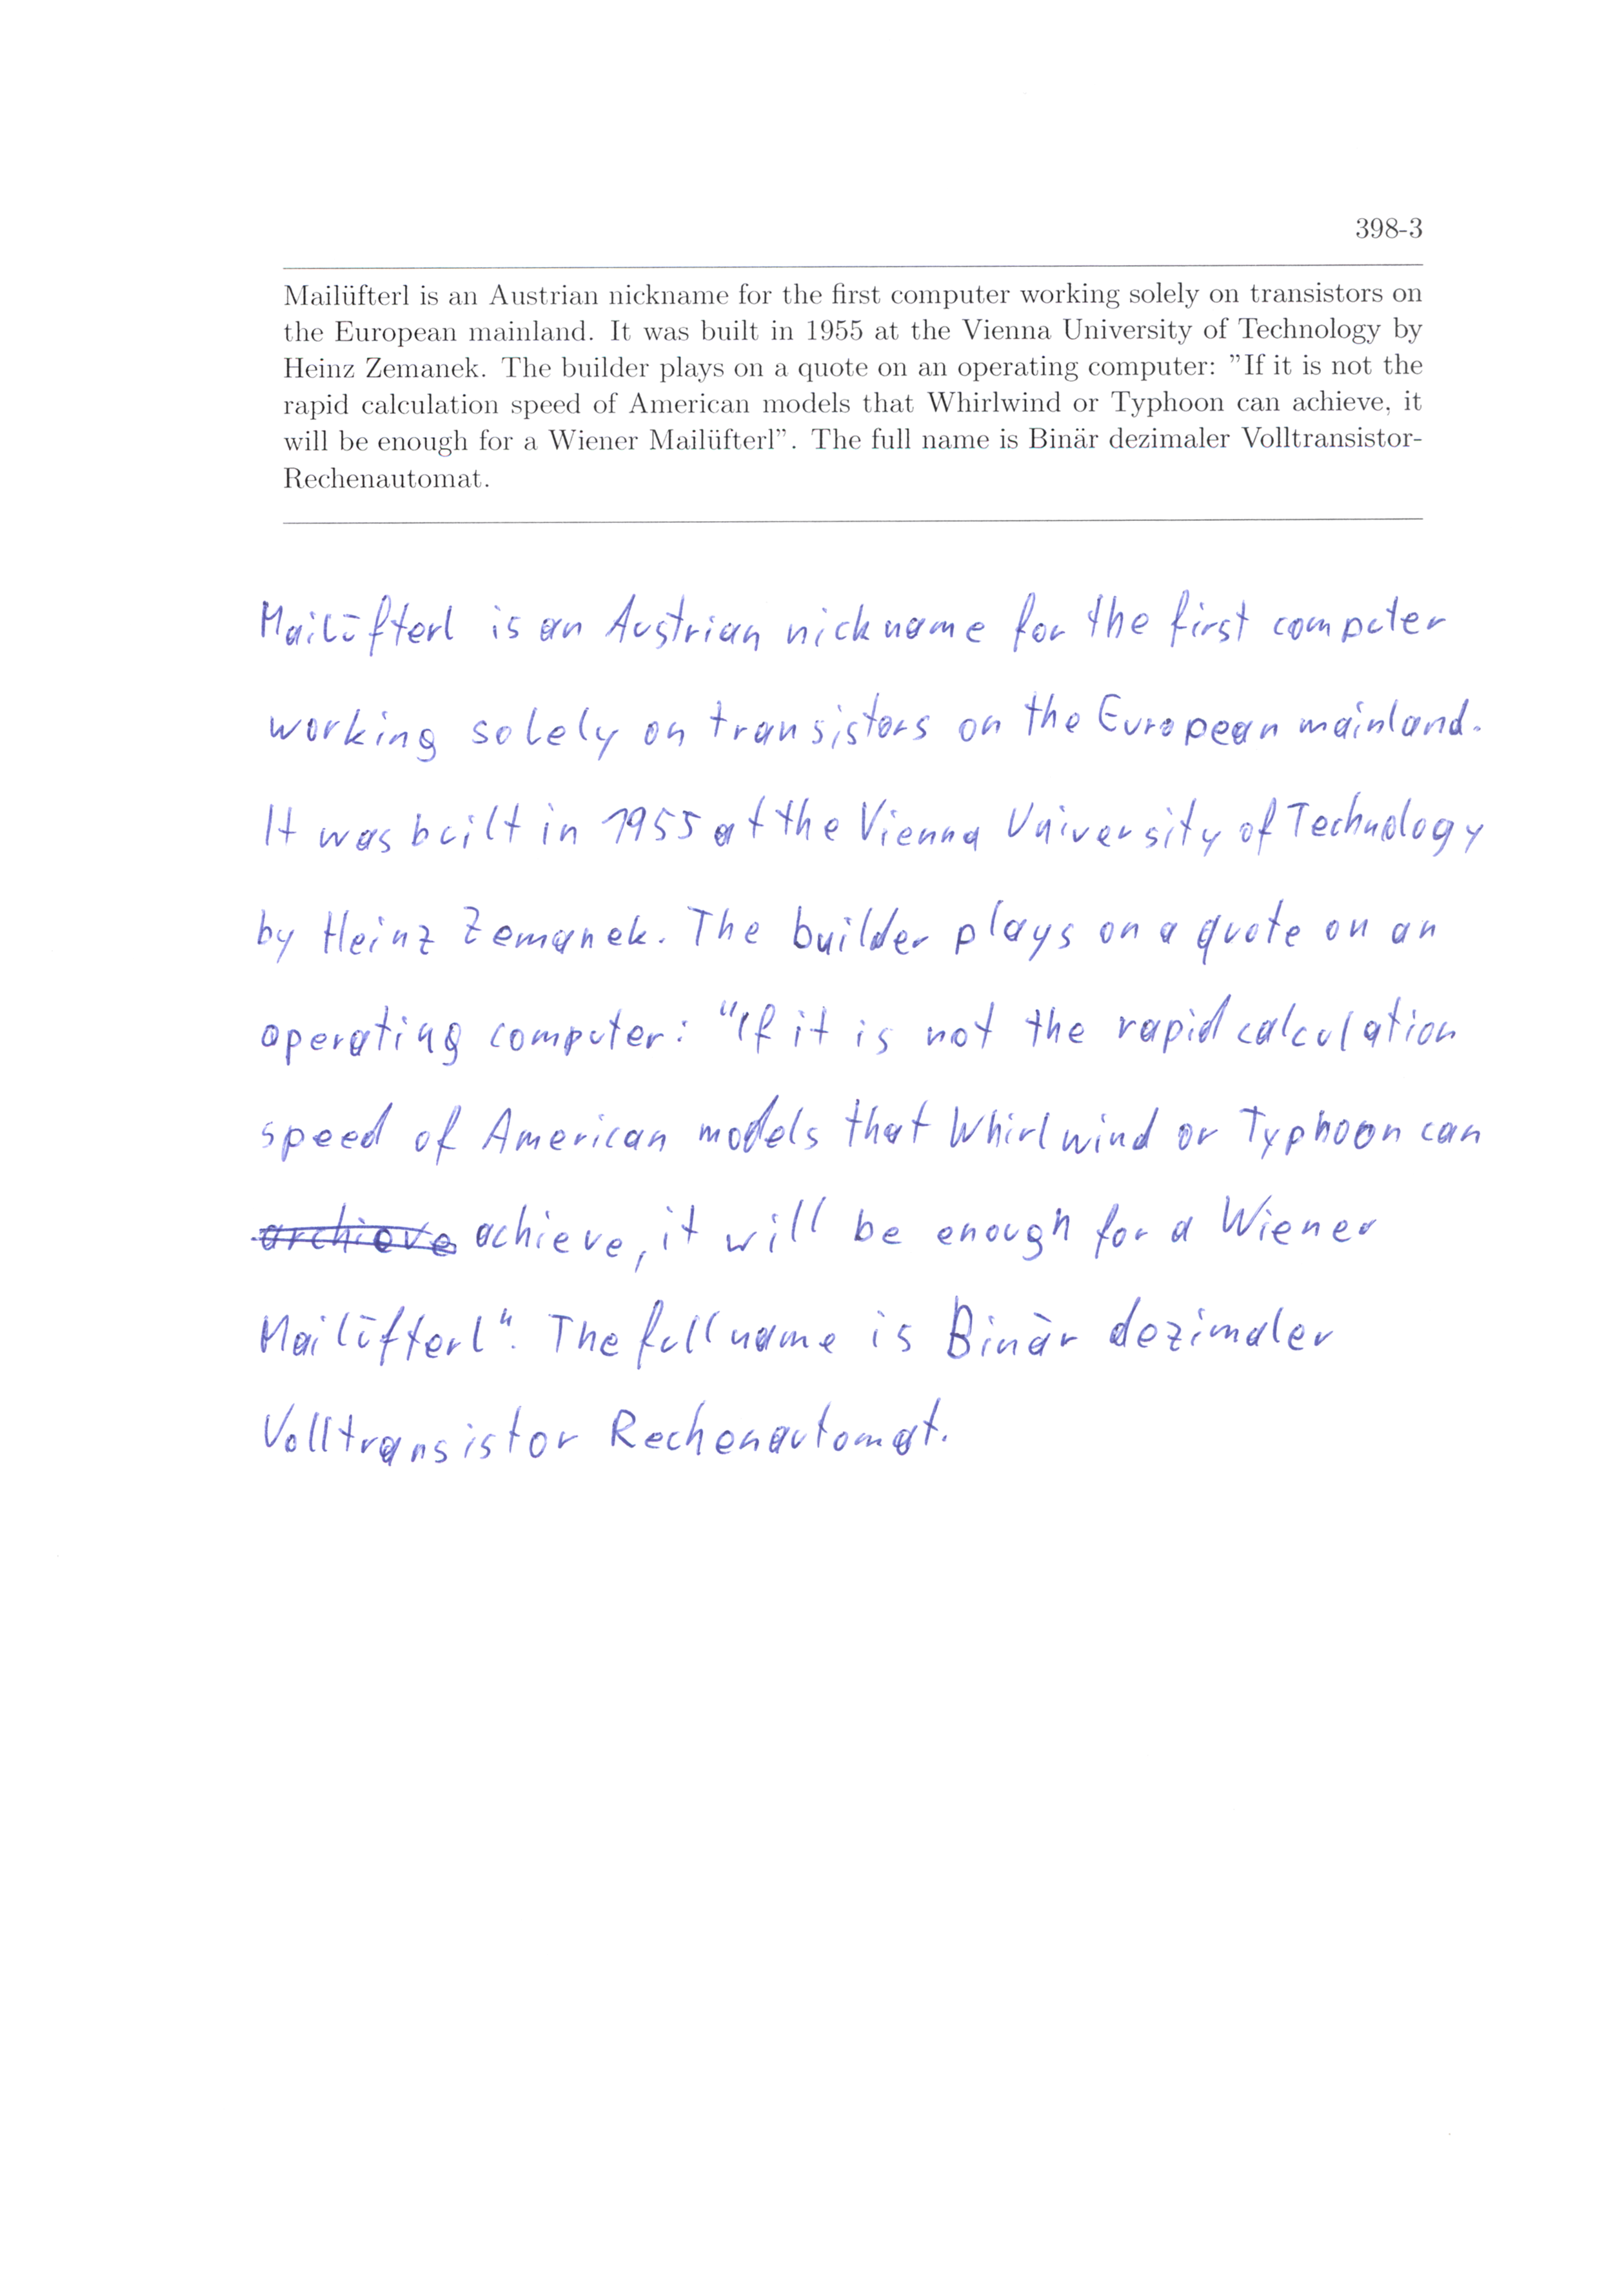 398-3
Mailüfterl is an Austrian nickname for the first computer working solely on transistors on
the European mainland. It was built in 1955 at the Vienna University of Technology by
Heinz Zemanek. The builder plays on a quote on an operating computer: ”If it is not the
rapid calculation speed of American models that Whirlwind or Typhoon can achieve, it
will be enough for a Wiener Mailüfterl”. The full name is Binär dezimaler Volltransistor-
Rechenautomat.
Mailüfterl is an Austrian nickname for the first computer
working solely on transistors on the European mainland.
It was built in 1955 at the Vienna University of Technology
by Heinz Zemanek. The builder plays on a quote on an
operating computer: "If it is not the rapid calculation
speed of American models that Whirlwind or Typhoon can
archieve achieve, it will be enough for a Wiener
Mailüfterl". The full name is Binär dezimaler
Volltransistor Rechenautomat.